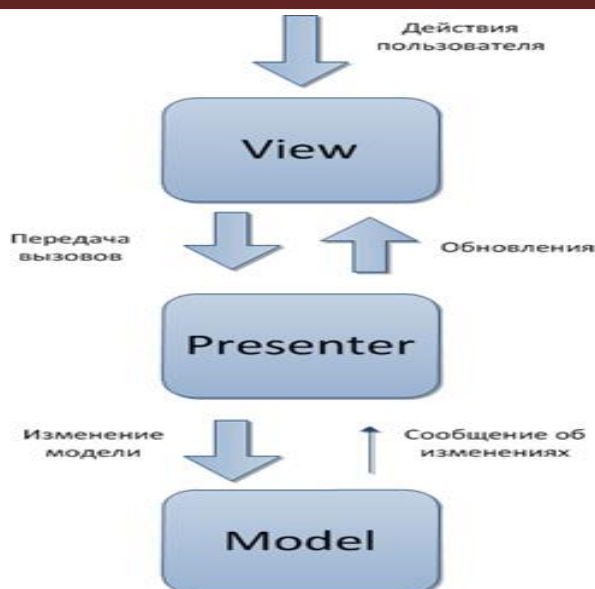 Действия
пользователя
View
Передача
вызовов
Обновления
Presenter
Изменение
модели
Сообщение об
изменениях
Model